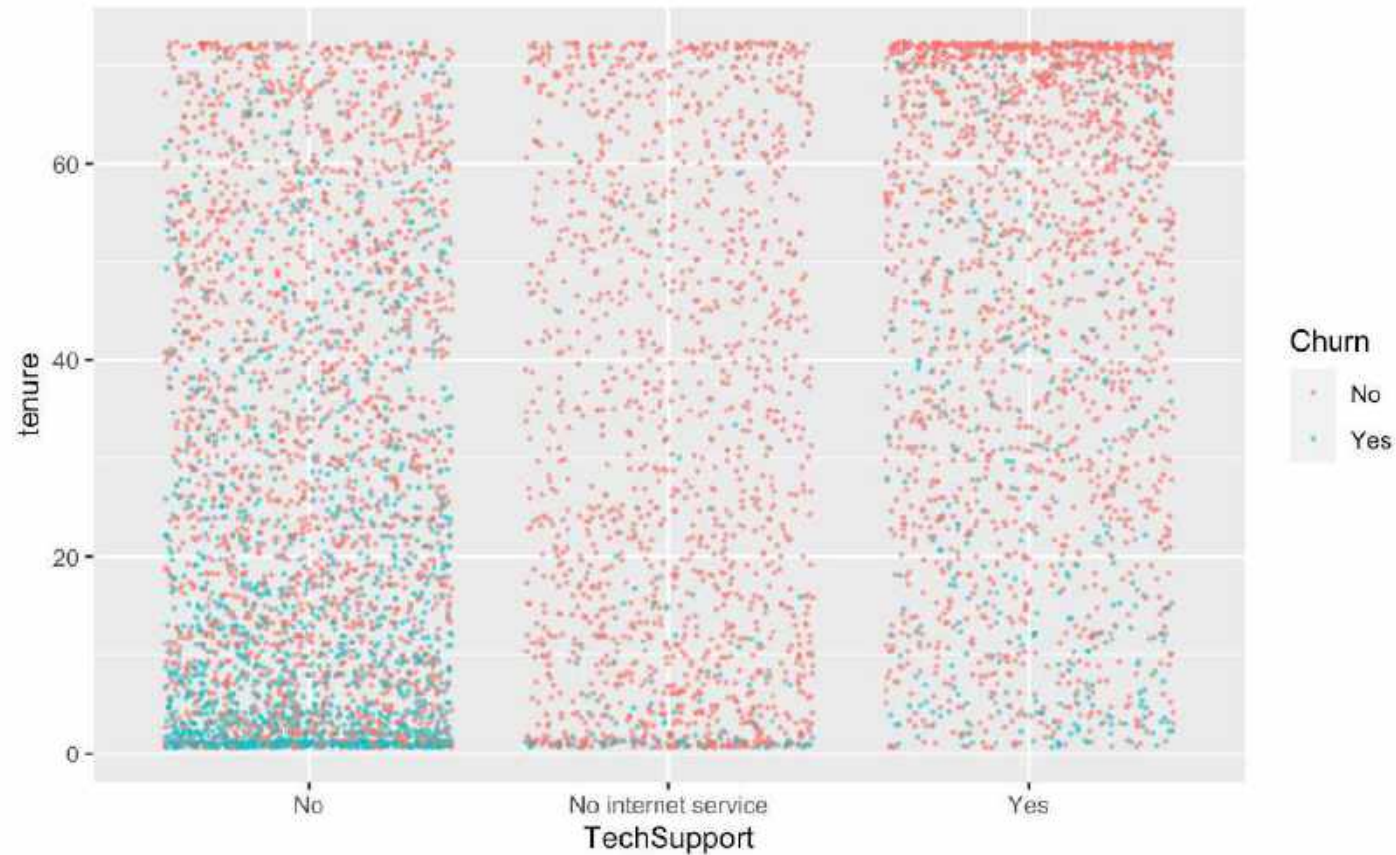 60
40
20
0
tenure
No
No internet service
Yes
TechSupport
Churn
No
Yes